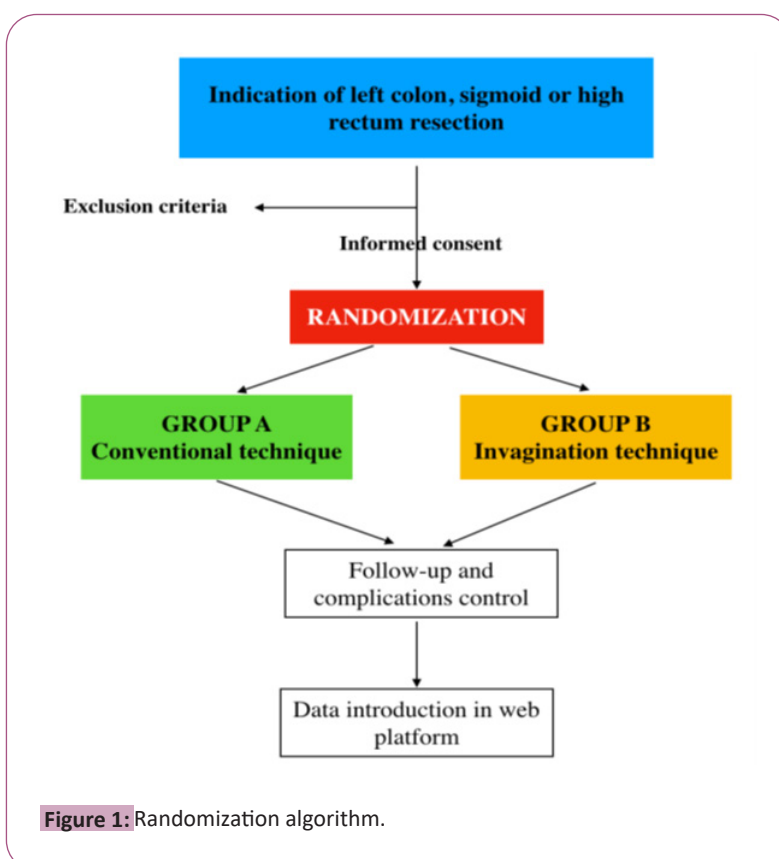 Indication of left colon, sigmoid or high
rectum resection
Exclusion criteria
Informed consent
RANDOMIZATION
GROUP A
Conventional technique
GROUP B
Invagination technique
Follow-up and
complications control
Data introduction in web
platform
Figure 1: Randomization algorithm.